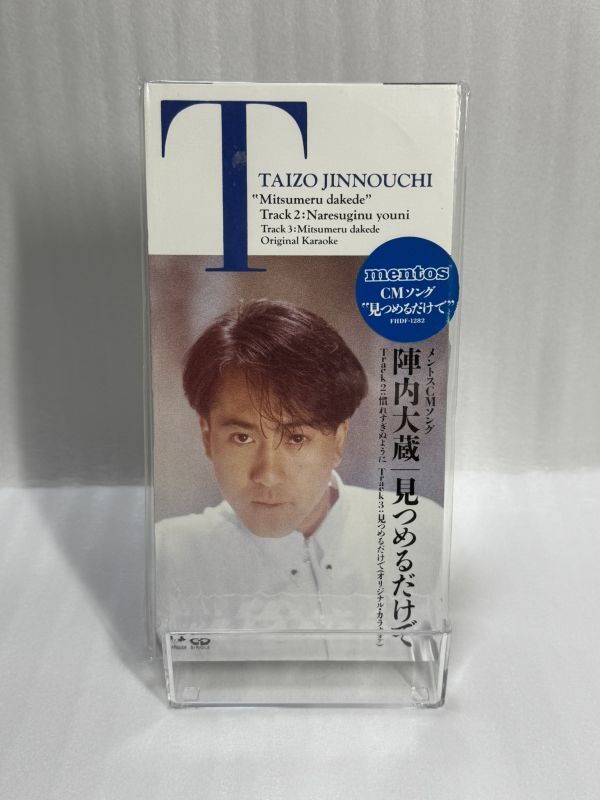 T
TAIZO JINNOUCHI
"Mitsumeru dakede"
Track 2:Naresuginu youni
Track 3:Mitsumeru dakede
Original Karaoke
mentos
CMソング
"見つめるだけで"
FHDF-1282
メントスCMソング
陣内大蔵|見つめるだけで
Track 2:慣れすぎぬように Track 3:見つめるだけで(オリジナル・カラオケ)